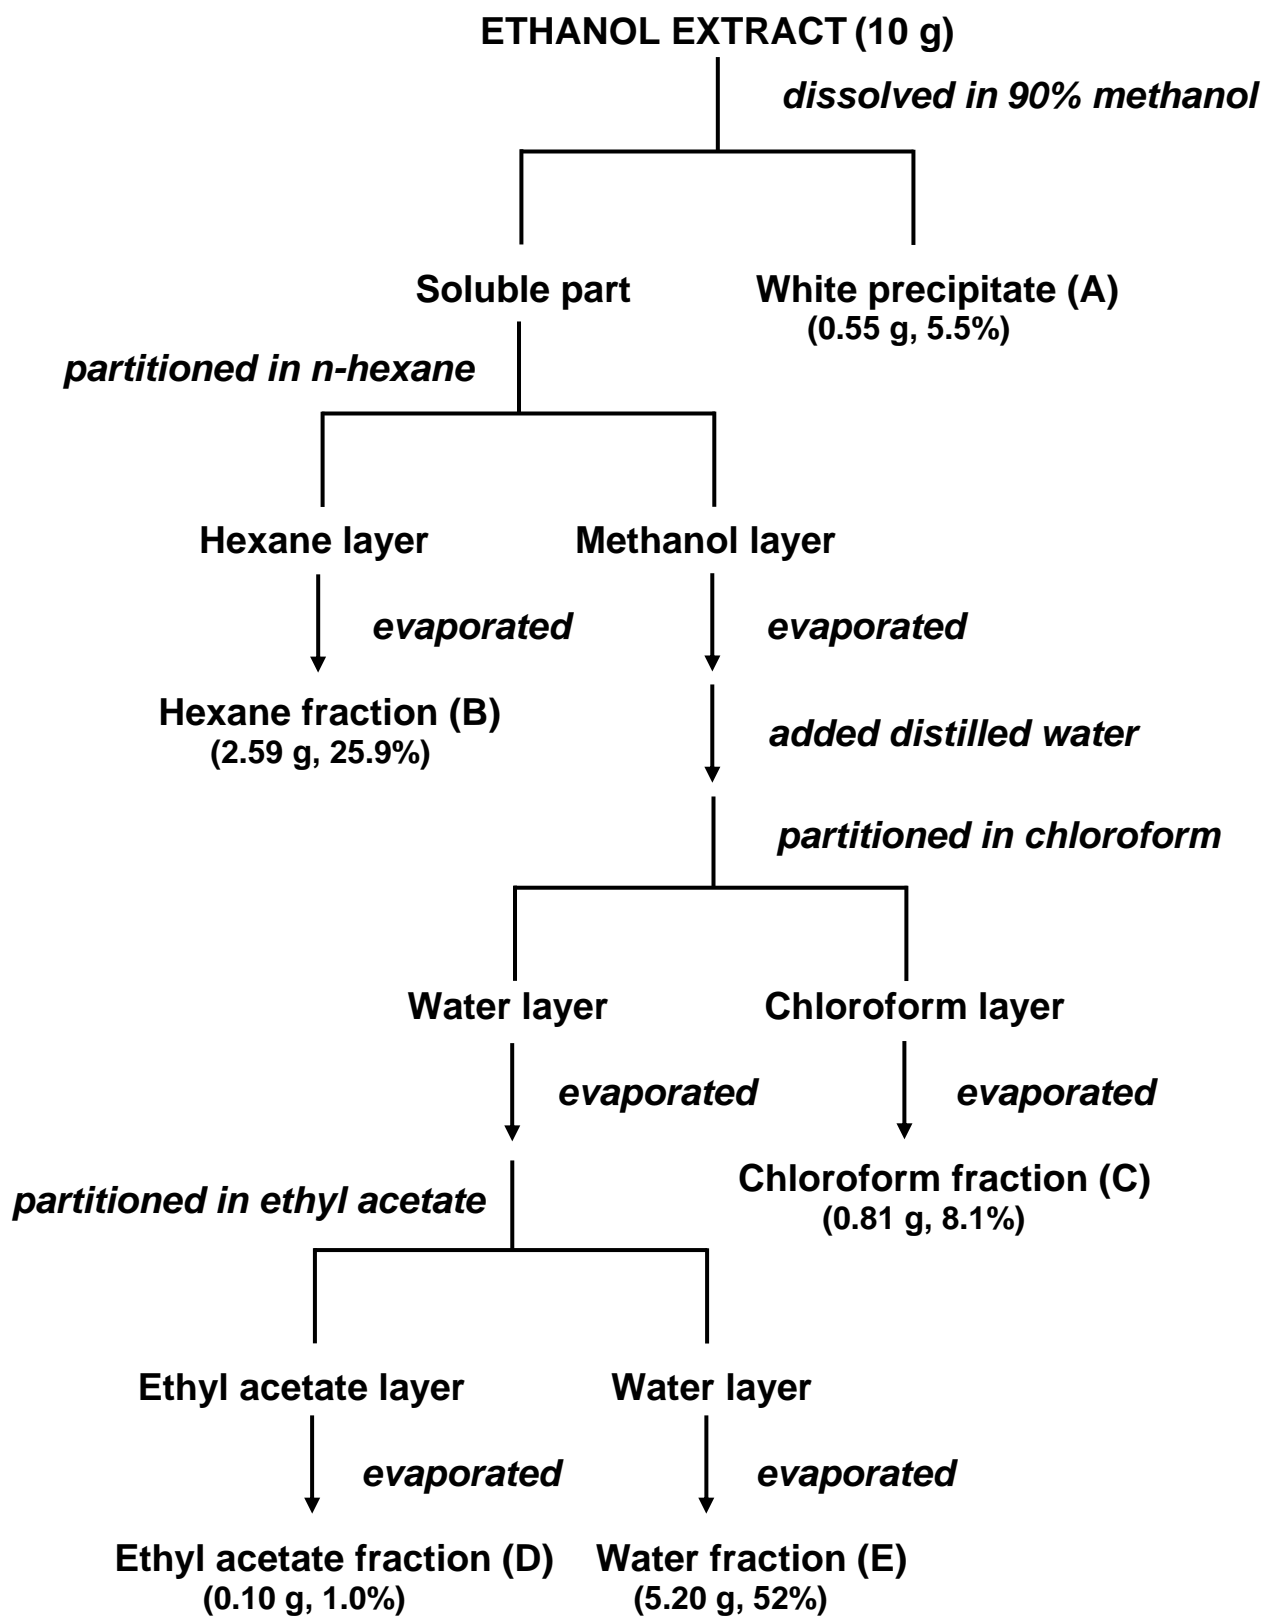 ETHANOL EXTRACT (10 g)
dissolved in 90% methanol
Soluble part
White precipitate (A)
(0.55 g, 5.5%)
partitioned in n-hexane
Hexane layer
Methanol layer
evaporated
evaporated
Hexane fraction (B)
(2.59 g, 25.9%)
added distilled water
partitioned in chloroform
Water layer
Chloroform layer
evaporated
evaporated
Chloroform fraction (C)
(0.81 g, 8.1%)
partitioned in ethyl acetate
Ethyl acetate layer
Water layer
evaporated
evaporated
Ethyl acetate fraction (D)
(0.10 g, 1.0%)
Water fraction (E)
(5.20 g, 52%)